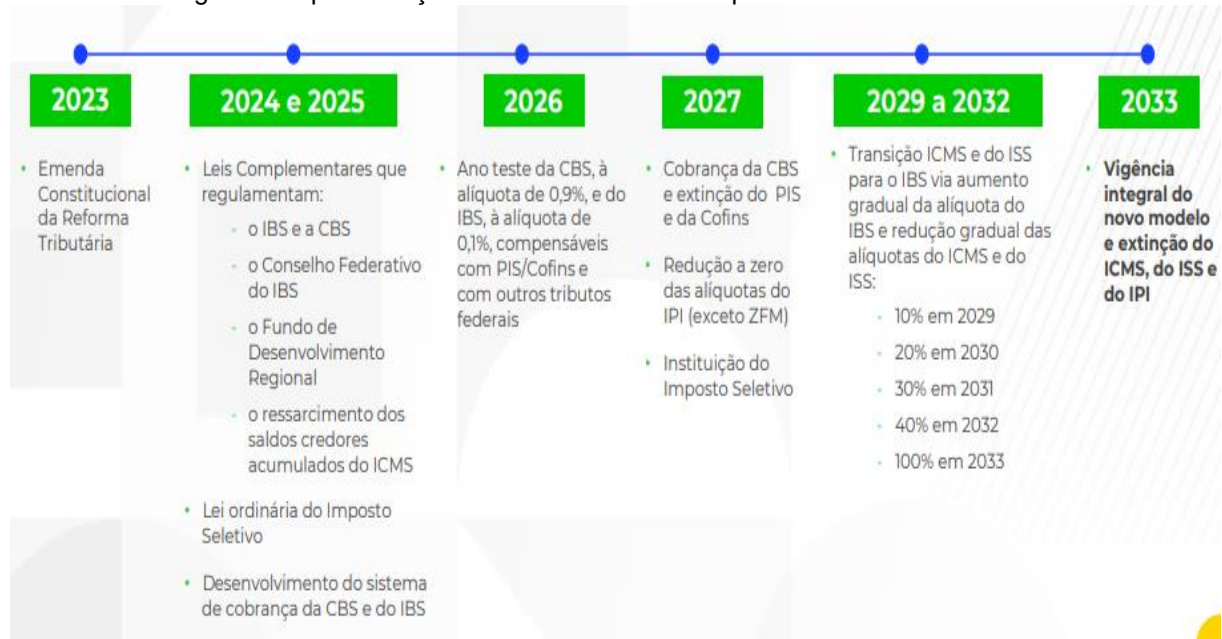 2023
Emenda
Constitucional
da Reforma
Tributária
2024 e 2025
Leis Complementares que
regulamentam:
o IBS e a CBS
o Conselho Federativo
do IBS
o Fundo de
Desenvolvimento
Regional
o ressarcimento dos
saldos credores
acumulados do ICMS
Lei ordinária do Imposto
Seletivo
Desenvolvimento do sistema
de cobrança da CBS e do IBS
2026
Ano teste da CBS, à
alíquota de 0,9%, e do
IBS, à alíquota de
0,1%, compensáveis
com PIS/Cofins e
com outros tributos
federais
2027
Cobrança da CBS
e extinção do PIS
e da Cofins
Redução a zero
das alíquotas do
IPI (exceto ZFM)
Instituição do
Imposto Seletivo
2029 a 2032
Transição ICMS e do ISS
para o IBS via aumento
gradual da alíquota do
IBS e redução gradual das
alíquotas do ICMS e do
ISS:
10% em 2029
20% em 2030
30% em 2031
40% em 2032
100% em 2033
2033
Vigência
integral do
novo modelo
e extinção do
ICMS, do ISS e
do IPI